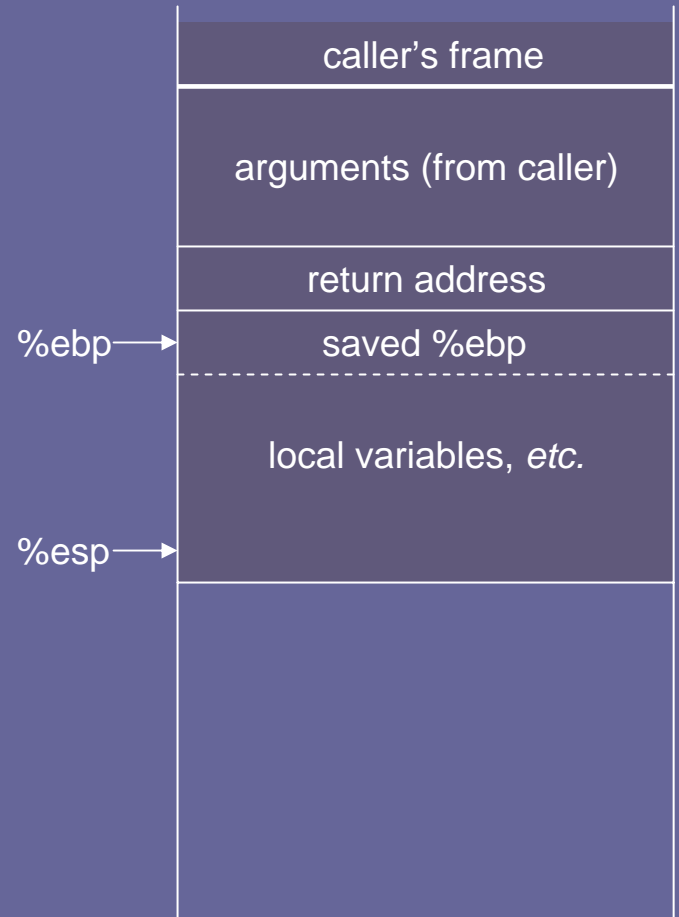 caller's frame
arguments (from caller)
return address
%ebp
saved %ebp
local variables, etc.
%esp